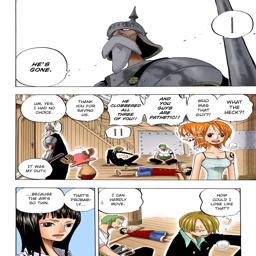 HE'S
GONE.
WHAT
THE
HECK?!
WHO
WAS
THAT
GUY?!
AND
YOU
GUYS
ARE
PATHETIC!!
HE
CLOBBERED
ALL
THREE OF
YOU!!
THANK
YOU FOR
SAVING
US.
UM, YES.
I HAD NO
CHOICE.
IT WAS
MY DUTY.
HOW
COULD I
LOSE LIKE
THAT?
I CAN
HARDLY
MOVE.
THAT'S
PROBAB-
LY...
...BECAUSE
THE AIR'S
SO THIN.